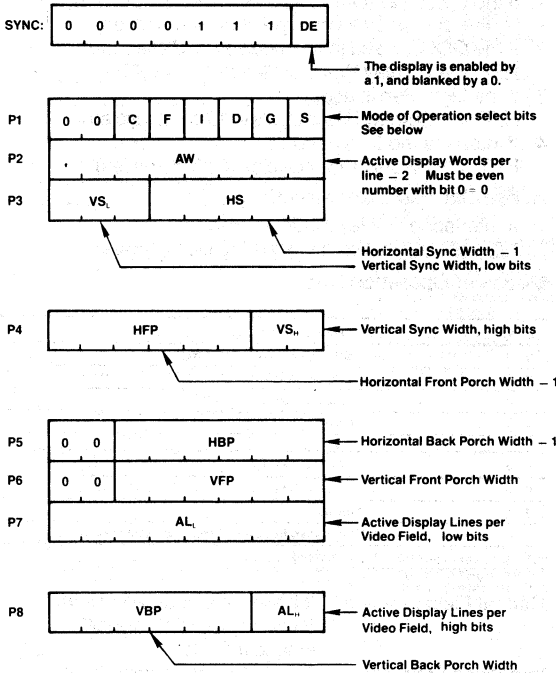 SYNC: 0 0 0 0 1 1 1 DE
The display is enabled by
a 1, and blanked by a 0.
P1 0 0 C F I D G S Mode of Operation select bits
See below
P2 AW Active Display Words per
line – 2 Must be even
number with bit 0 = 0
P3 VSL HS
Horizontal Sync Width – 1
Vertical Sync Width, low bits
P4 HFP VSH Vertical Sync Width, high bits
Horizontal Front Porch Width – 1
P5 0 0 HBP Horizontal Back Porch Width – 1
P6 0 0 VFP Vertical Front Porch Width
P7 ALL Active Display Lines per
Video Field, low bits
P8 VBP ALH Active Display Lines per
Video Field, high bits
Vertical Back Porch Width